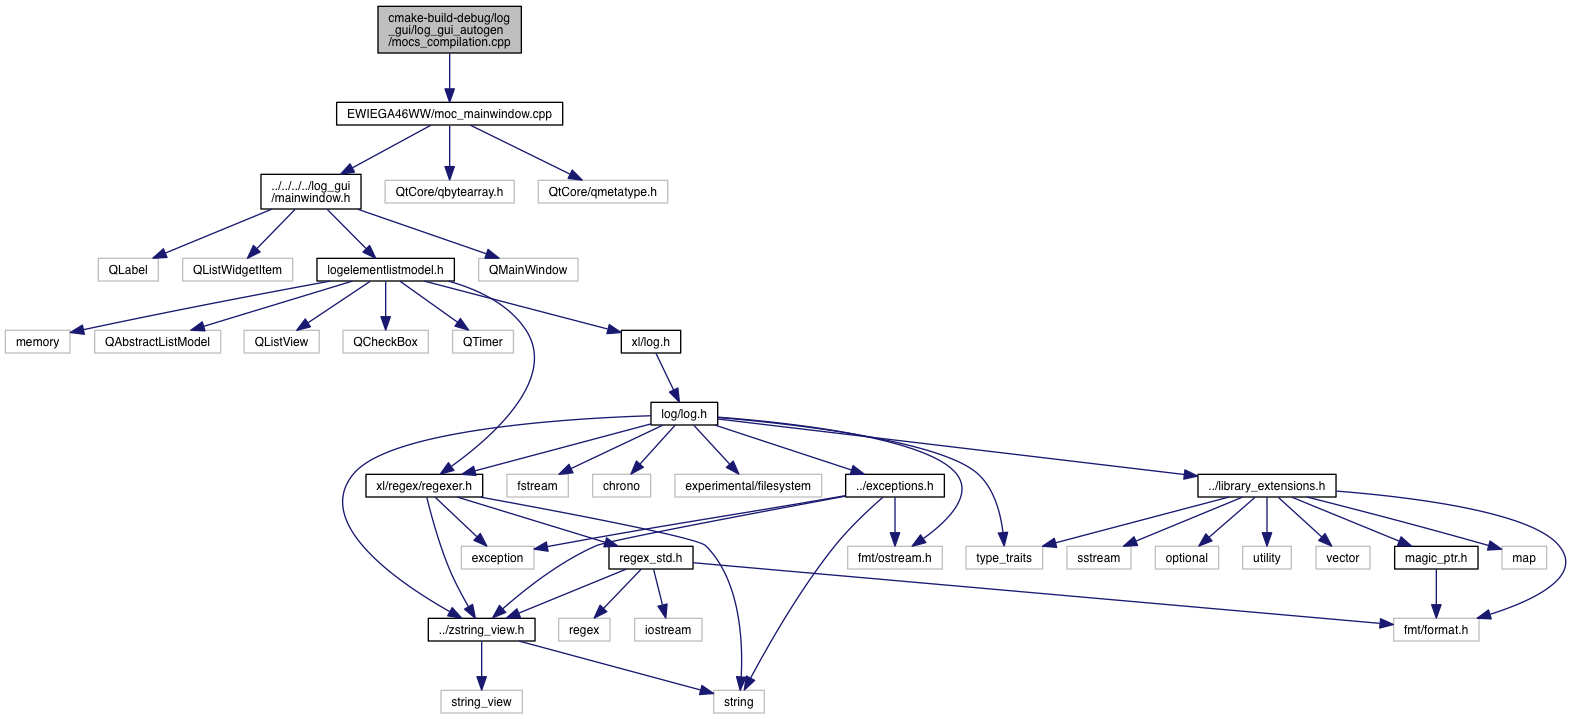 cmake-build-debug/log
_gui/log_gui_autogen
/mocs_compilation.cpp
EWIEGA46WW/moc_mainwindow.cpp
../../../../log_gui
/mainwindow.h
QtCore/qbytearray.h
QtCore/qmetatype.h
QLabel
QListWidgetItem
logelementlistmodel.h
QMainWindow
memory
QAbstractListModel
QListView
QCheckBox
QTimer
xl/log.h
log/log.h
xl/regex/regexer.h
fstream
chrono
experimental/filesystem
../exceptions.h
../library_extensions.h
exception
regex_std.h
fmt/ostream.h
type_traits
sstream
optional
utility
vector
magic_ptr.h
map
../zstring_view.h
regex
iostream
fmt/format.h
string_view
string